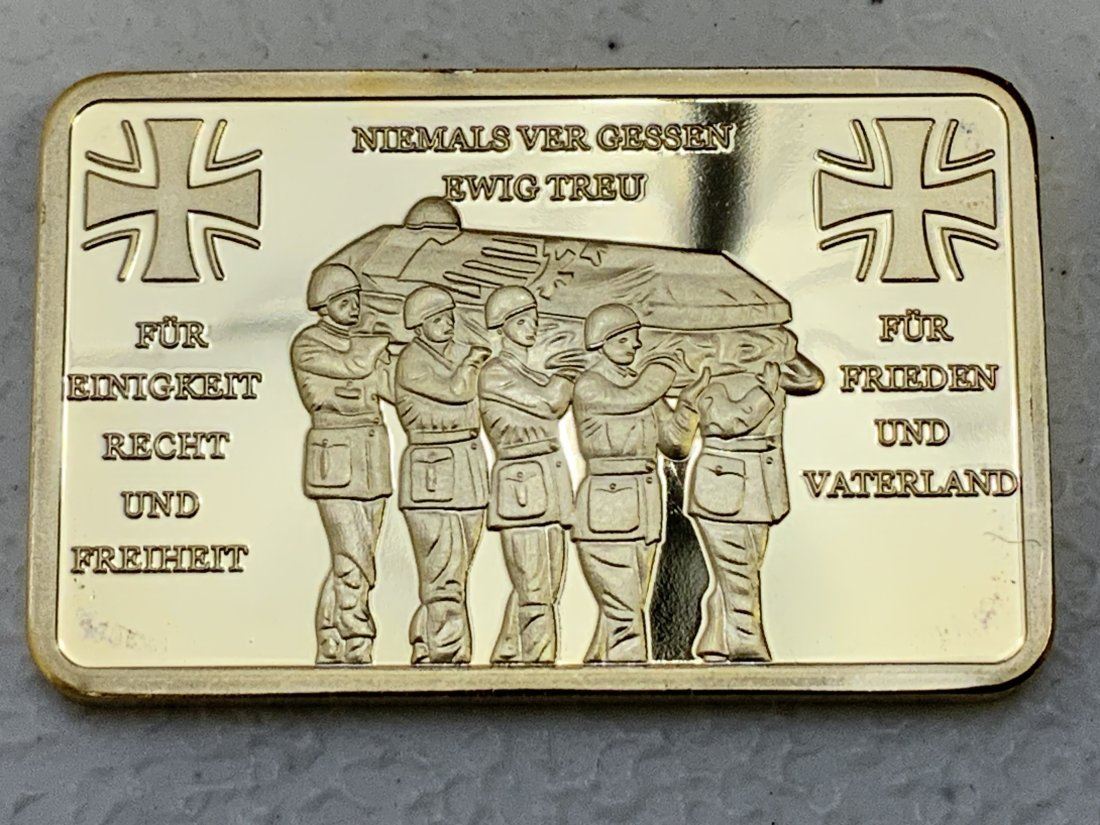 NIEMALS VER GESSEN
EWIG TREU
FÜR
EINIGKEIT
RECHT
UND
FREIHEIT
FÜR
FRIEDEN
UND
VATERLAND